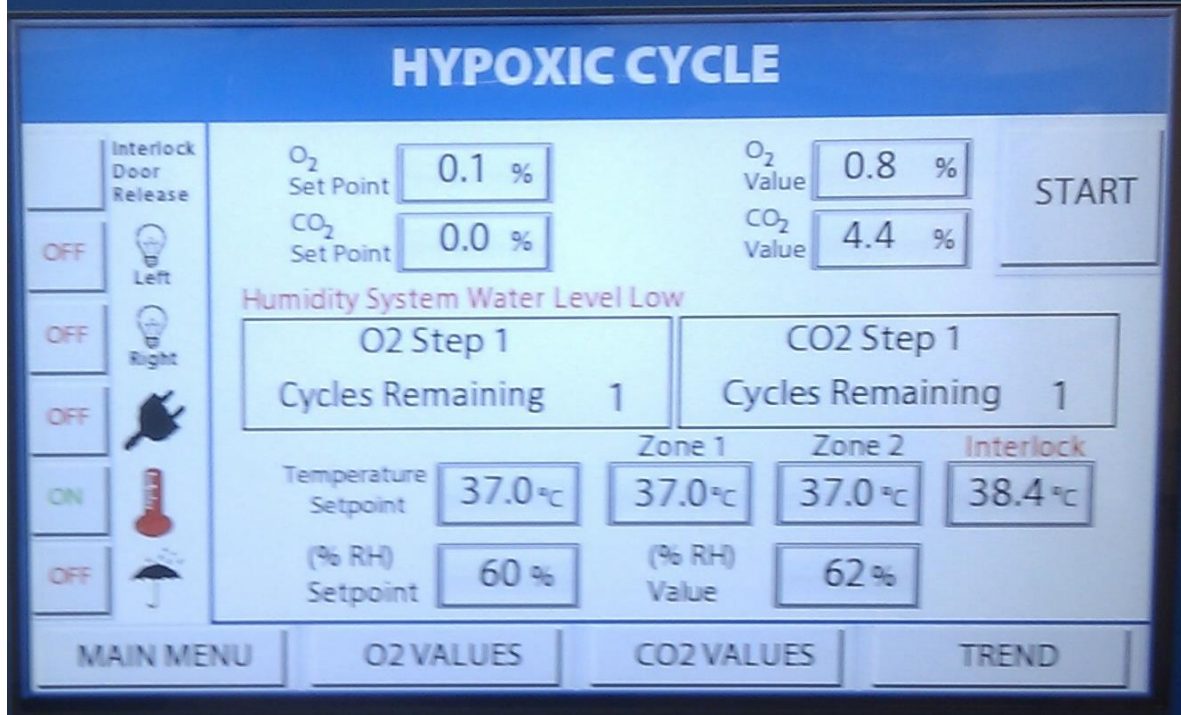 HYPOXIC CYCLE
Interlock
Door
Release
OFF
Left
OFF
Right
OFF
ON
OFF
O2
Set Point
0.1 %
O2
Value
0.8 %
START
CO2
Set Point
0.0 %
CO2
Value
4.4 %
Humidity System Water Level Low
O2 Step 1
Cycles Remaining 1
CO2 Step 1
Cycles Remaining 1
Zone 1
Zone 2
Interlock
Temperature
Setpoint
37.0 °C
37.0 °C
37.0 °C
38.4 °C
(% RH)
Setpoint
60 %
(% RH)
Value
62 %
MAIN MENU
O2 VALUES
CO2 VALUES
TREND